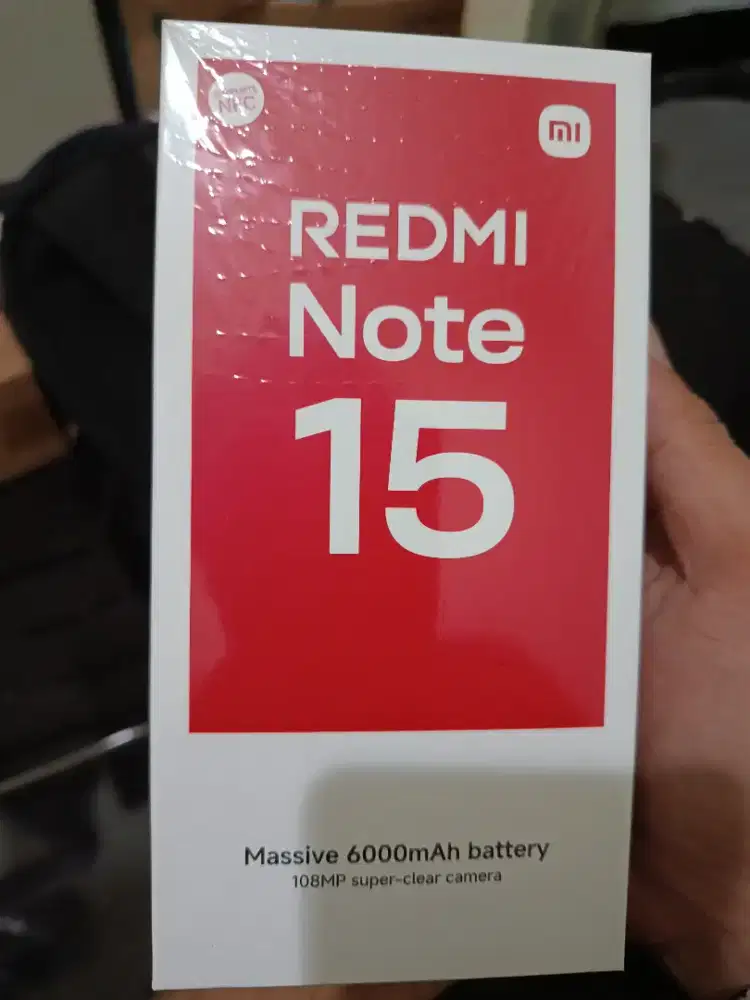 NFC
mi
REDMI
Note
15
Massive 6000mAh battery
108MP super-clear camera